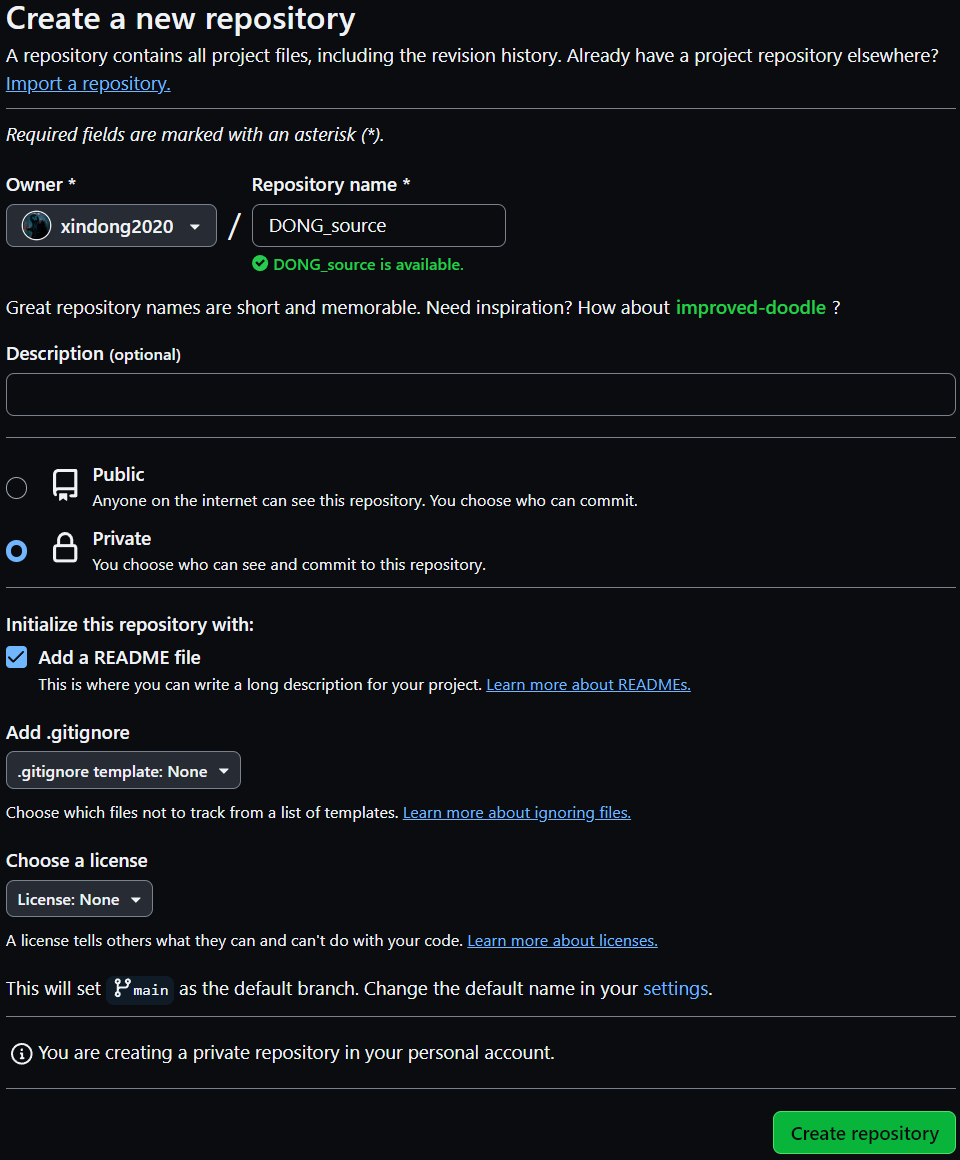 Create a new repository
A repository contains all project files, including the revision history. Already have a project repository elsewhere?
Import a repository.
Required fields are marked with an asterisk (*).
Owner *
Repository name *
xindong2020
/
DONG_source
DONG_source is available.
Great repository names are short and memorable. Need inspiration? How about improved-doodle ?
Description (optional)
Public
Anyone on the internet can see this repository. You choose who can commit.
Private
You choose who can see and commit to this repository.
Initialize this repository with:
Add a README file
This is where you can write a long description for your project. Learn more about READMEs.
Add .gitignore
.gitignore template: None
Choose which files not to track from a list of templates. Learn more about ignoring files.
Choose a license
License: None
A license tells others what they can and can't do with your code. Learn more about licenses.
This will set main as the default branch. Change the default name in your settings.
You are creating a private repository in your personal account.
Create repository